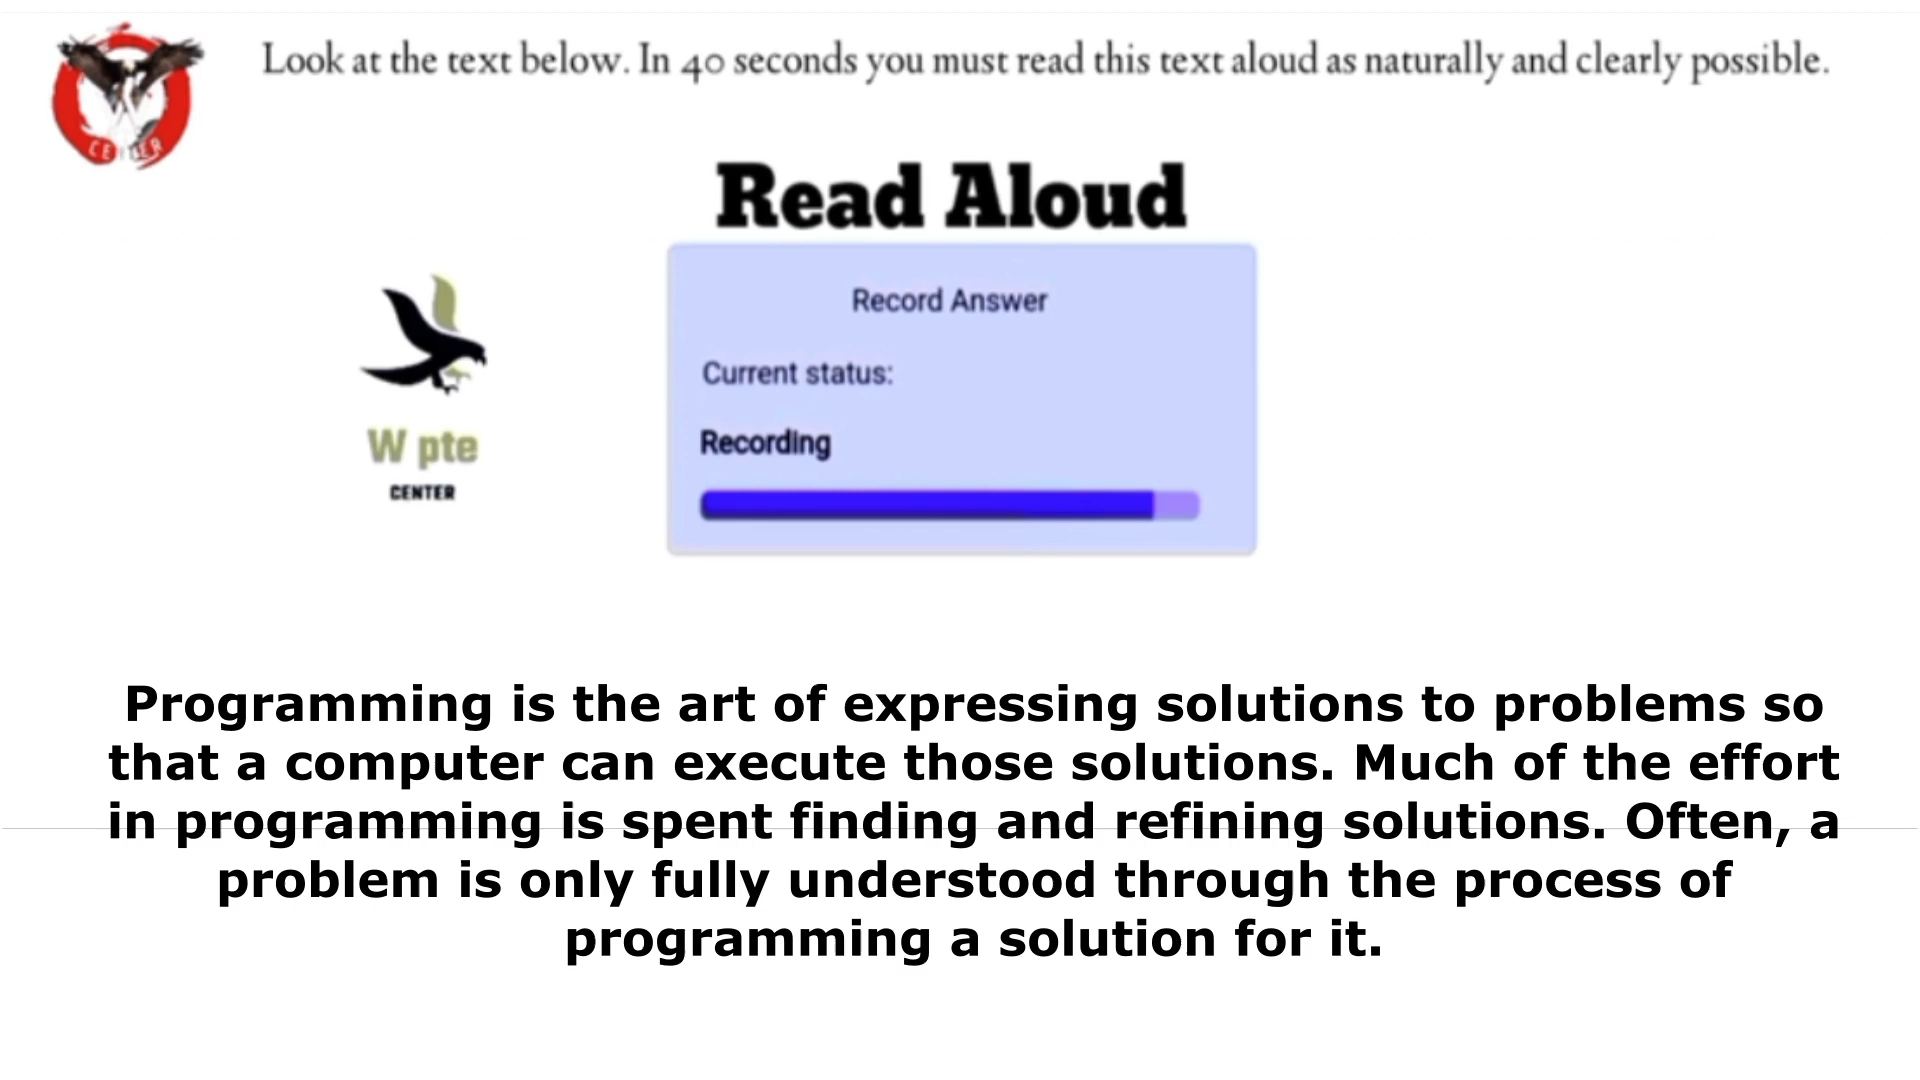 Look at the text below. In 40 seconds you must read this text aloud as naturally and clearly possible.
CENTER
Read Aloud
Record Answer
Current status:
Recording
W pte
CENTER
Programming is the art of expressing solutions to problems so
that a computer can execute those solutions. Much of the effort
in programming is spent finding and refining solutions. Often, a
problem is only fully understood through the process of
programming a solution for it.